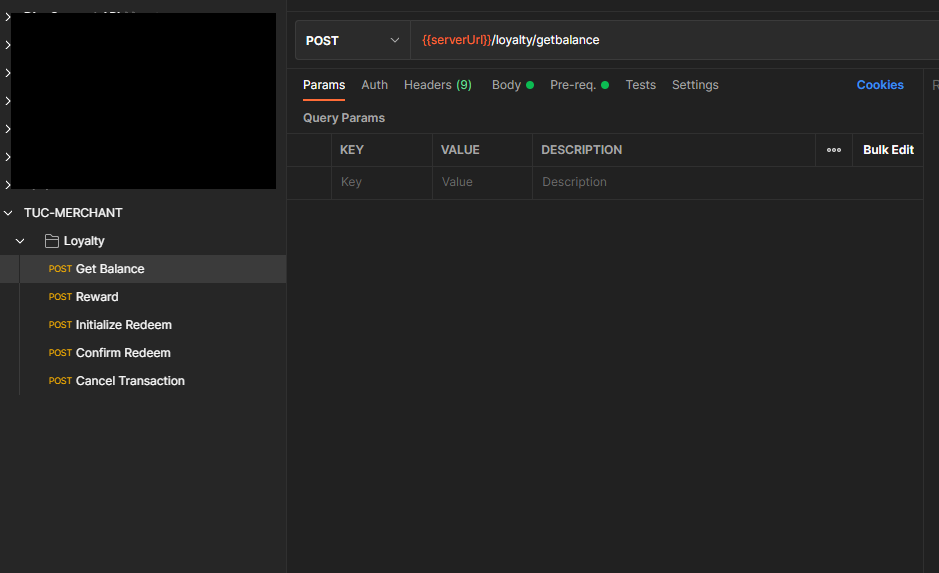 POST {{serverUrl}}/loyalty/getbalance
Params Auth Headers (9) Body Pre-req. Tests Settings Cookies
Query Params
KEY VALUE DESCRIPTION ooo Bulk Edit
Key Value Description
TUC-MERCHANT
Loyalty
POST Get Balance
POST Reward
POST Initialize Redeem
POST Confirm Redeem
POST Cancel Transaction